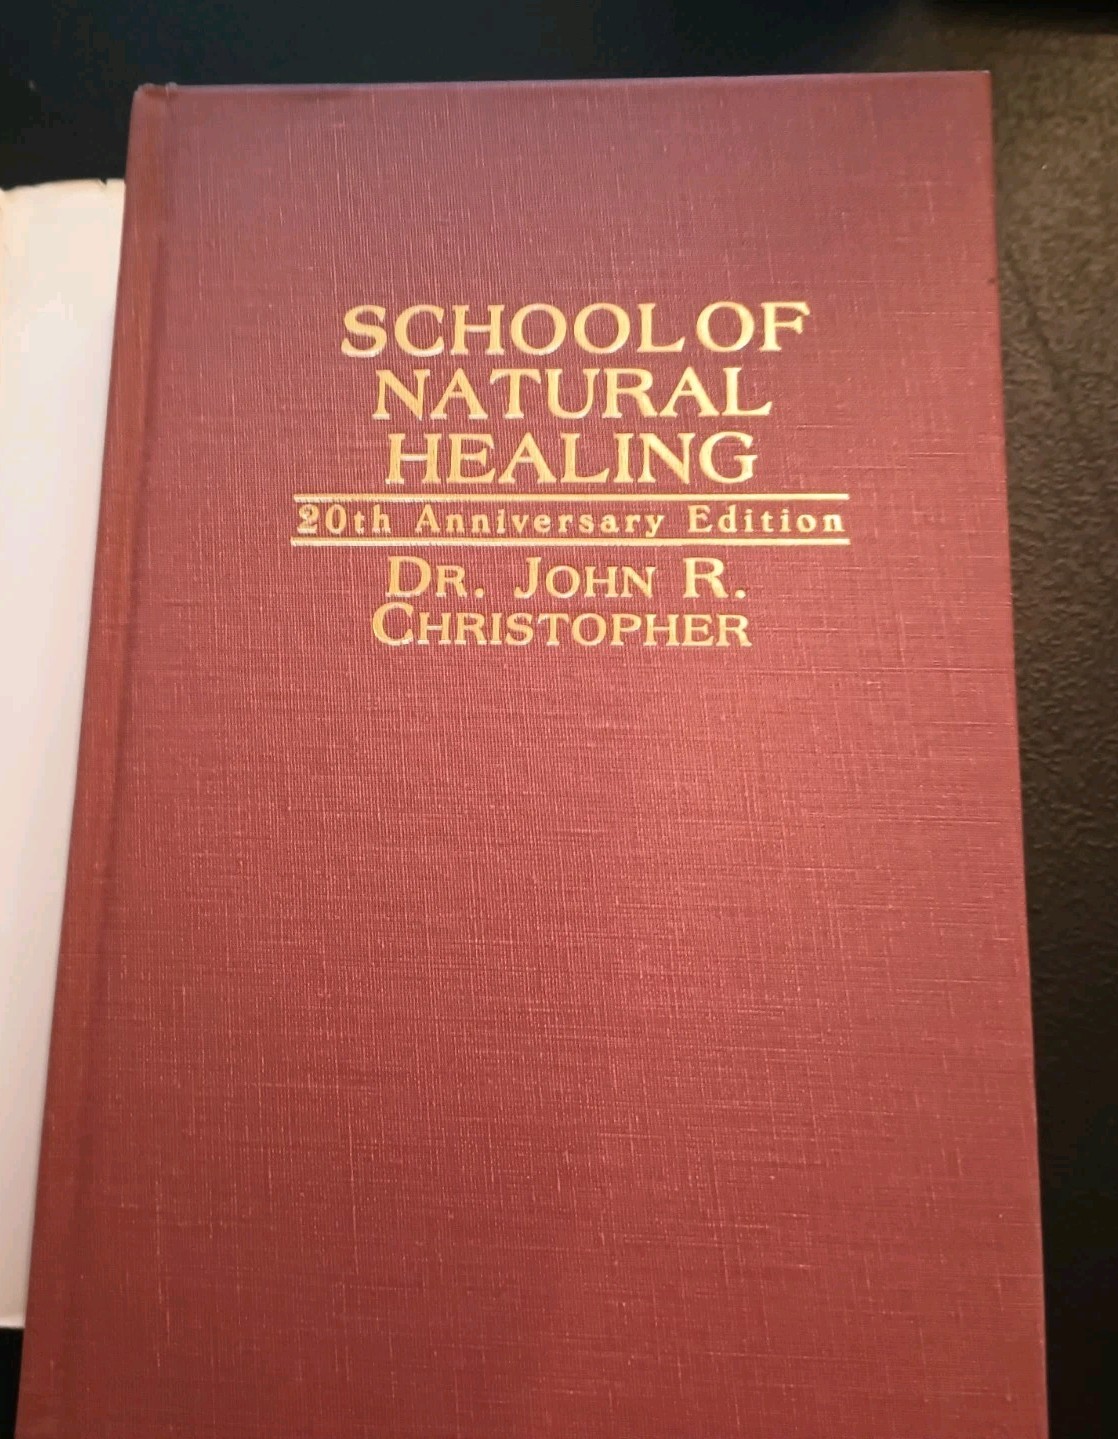 SCHOOL OF
NATURAL
HEALING
20th Anniversary Edition
DR. JOHN R.
CHRISTOPHER